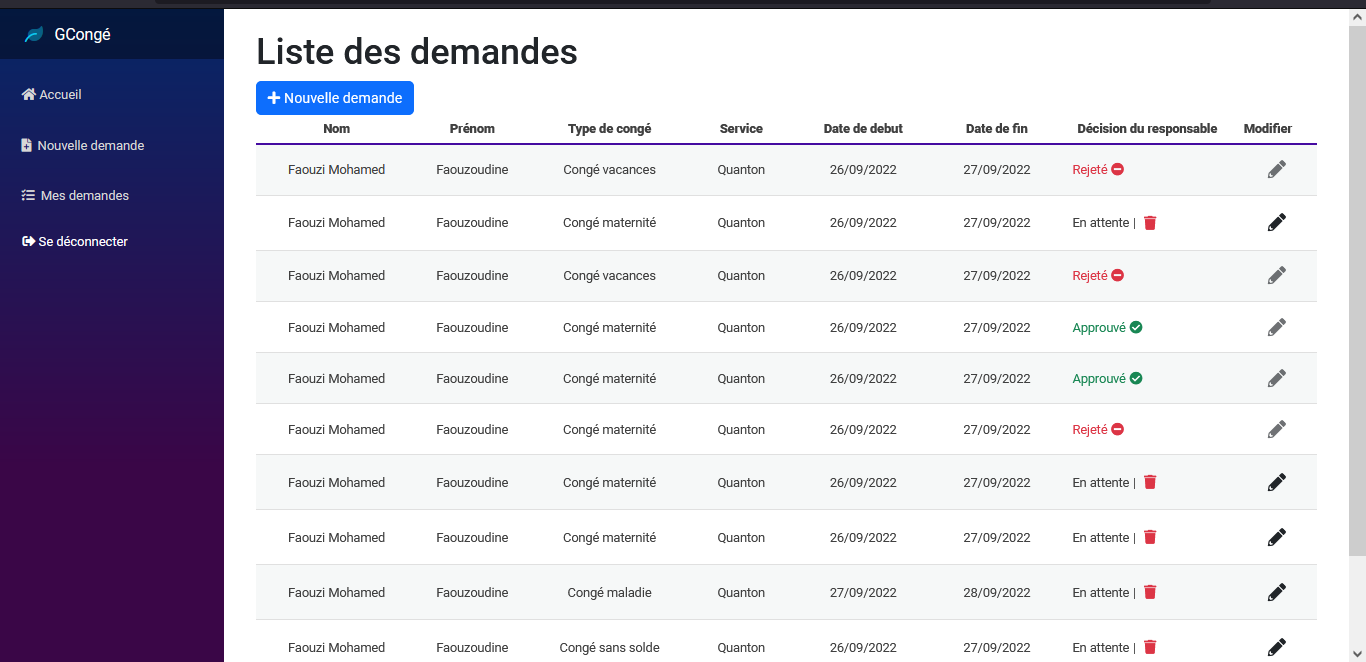 GCongé
Accueil
Nouvelle demande
Mes demandes
Se déconnecter
Liste des demandes
Nouvelle demande
Nom Prénom Type de congé Service Date de debut Date de fin Décision du responsable Modifier
Faouzi Mohamed Faouzoudine Congé vacances Quanton 26/09/2022 27/09/2022 Rejeté
Faouzi Mohamed Faouzoudine Congé maternité Quanton 26/09/2022 27/09/2022 En attente |
Faouzi Mohamed Faouzoudine Congé vacances Quanton 26/09/2022 27/09/2022 Rejeté
Faouzi Mohamed Faouzoudine Congé maternité Quanton 26/09/2022 27/09/2022 Approuvé
Faouzi Mohamed Faouzoudine Congé maternité Quanton 26/09/2022 27/09/2022 Approuvé
Faouzi Mohamed Faouzoudine Congé maternité Quanton 26/09/2022 27/09/2022 Rejeté
Faouzi Mohamed Faouzoudine Congé maternité Quanton 26/09/2022 27/09/2022 En attente |
Faouzi Mohamed Faouzoudine Congé maternité Quanton 26/09/2022 27/09/2022 En attente |
Faouzi Mohamed Faouzoudine Congé maladie Quanton 27/09/2022 28/09/2022 En attente |
Faouzi Mohamed Faouzoudine Congé sans solde Quanton 26/09/2022 27/09/2022 En attente |